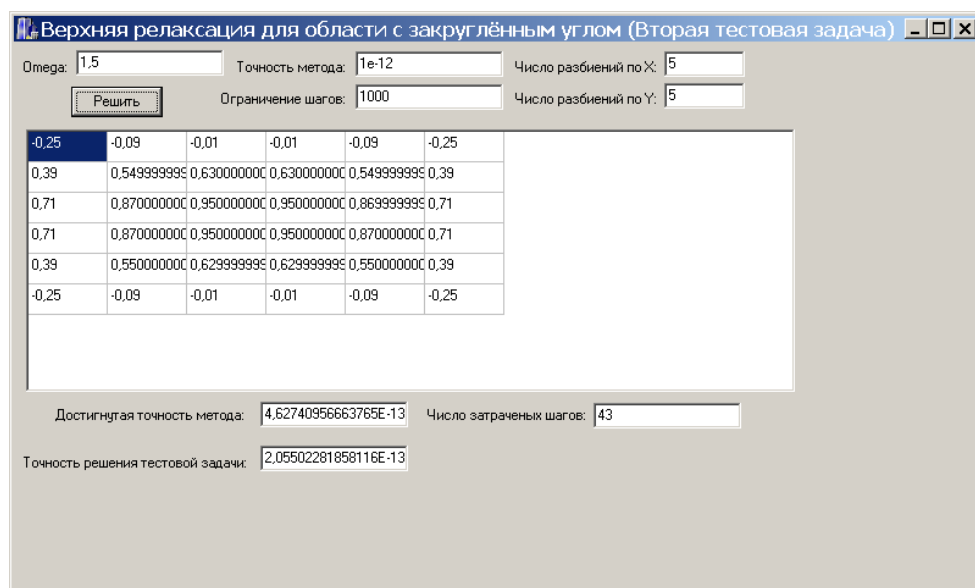 Верхняя релаксация для области с закруглённым углом (Вторая тестовая задача)
Omega: 1,5 Точность метода: 1e-12 Число разбиений по X: 5
Решить Ограничение шагов: 1000 Число разбиений по Y: 5
-0,25 -0,09 -0,01 -0,01 -0,09 -0,25
0,39 0,549999999 0,630000000 0,630000000 0,549999999 0,39
0,71 0,870000000 0,950000000 0,950000000 0,869999999 0,71
0,71 0,870000000 0,950000000 0,950000000 0,870000000 0,71
0,39 0,550000000 0,629999999 0,629999999 0,550000000 0,39
-0,25 -0,09 -0,01 -0,01 -0,09 -0,25
Достигнутая точность метода: 4,62740956663765E-13 Число затраченых шагов: 43
Точность решения тестовой задачи: 2,05502281858116E-13